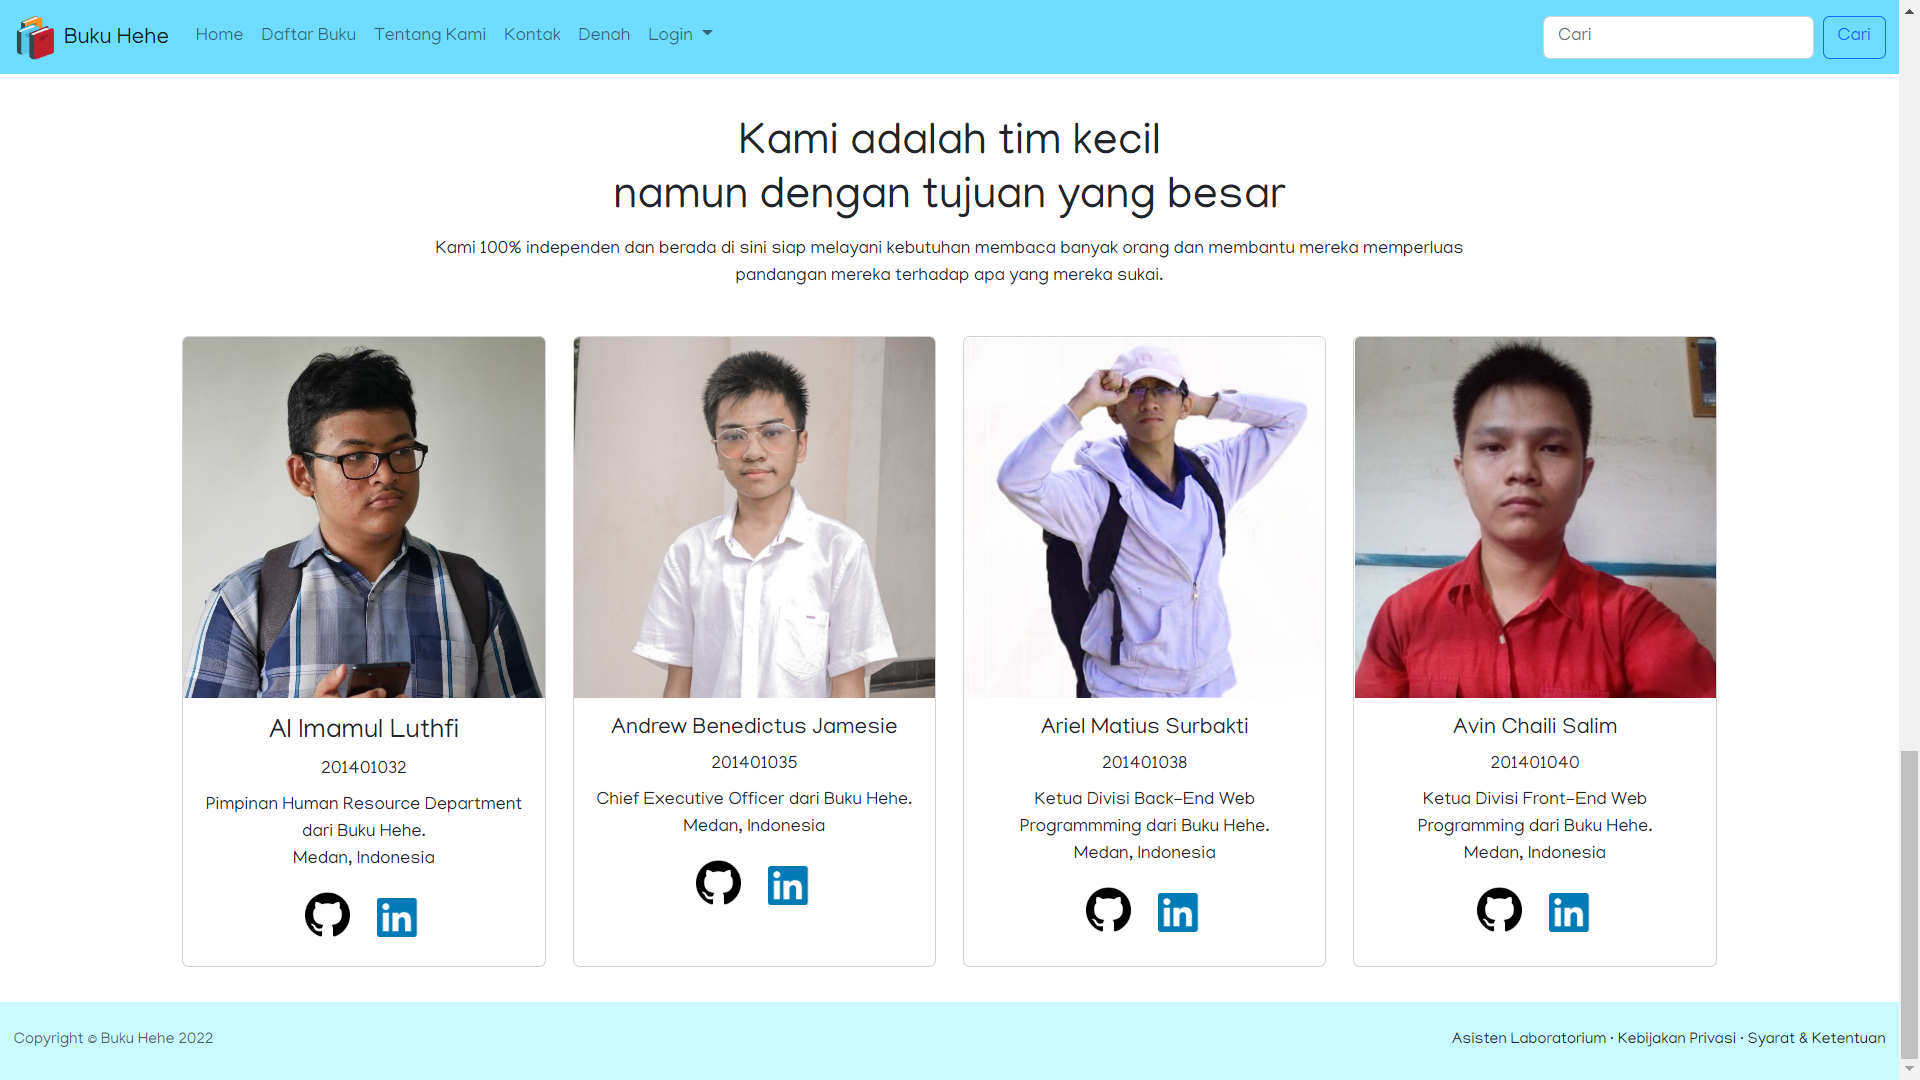 Buku Hehe Home Daftar Buku Tentang Kami Kontak Denah Login Cari Cari
Kami adalah tim kecil
namun dengan tujuan yang besar
Kami 100% independen dan berada di sini siap melayani kebutuhan membaca banyak orang dan membantu mereka memperluas
pandangan mereka terhadap apa yang mereka sukai.
Al Imamul Luthfi
201401032
Pimpinan Human Resource Department
dari Buku Hehe.
Medan, Indonesia
in
Andrew Benedictus Jamesie
201401035
Chief Executive Officer dari Buku Hehe.
Medan, Indonesia
in
Ariel Matius Surbakti
201401038
Ketua Divisi Back-End Web
Programmming dari Buku Hehe.
Medan, Indonesia
in
Avin Chaili Salim
201401040
Ketua Divisi Front-End Web
Programming dari Buku Hehe.
Medan, Indonesia
in
Copyright © Buku Hehe 2022
Asisten Laboratorium · Kebijakan Privasi · Syarat & Ketentuan